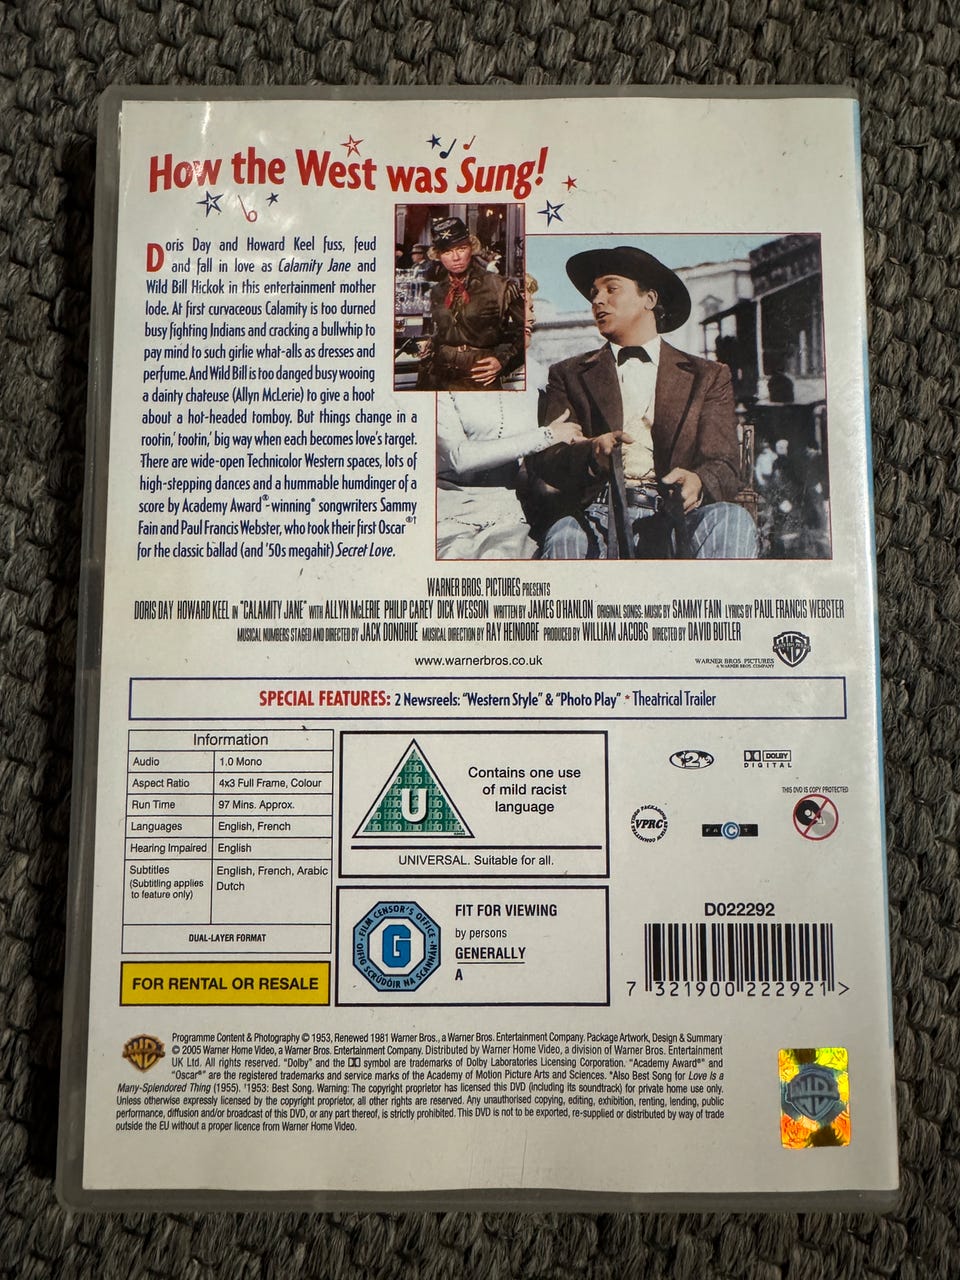 How the West was Sung!
Doris Day and Howard Keel fuss, feud
and fall in love as Calamity Jane and
Wild Bill Hickok in this entertainment mother
lode. At first curvaceous Calamity is too durned
busy fighting Indians and cracking a bullwhip to
pay mind to such girlie what-alls as dresses and
perfume. And Wild Bill is too danged busy wooing
a dainty chateuse (Allyn McLerie) to give a hoot
about a hot-headed tomboy. But things change in a
rootin,' tootin,' big way when each becomes love's target.
There are wide-open Technicolor Western spaces, lots of
high-stepping dances and a hummable humdinger of a
score by Academy Award®-winning* songwriters Sammy
Fain and Paul Francis Webster, who took their first Oscar®†
for the classic ballad (and '50s megahit) Secret Love.
WARNER BROS. PICTURES PRESENTS
DORIS DAY HOWARD KEEL IN "CALAMITY JANE" WITH ALLYN McLERIE PHILIP CAREY DICK WESSON WRITTEN BY JAMES O'HANLON ORIGINAL SONGS: MUSIC BY SAMMY FAIN LYRICS BY PAUL FRANCIS WEBSTER
MUSICAL NUMBERS STAGED AND DIRECTED BY JACK DONOHUE MUSICAL DIRECTION BY RAY HEINDORF PRODUCED BY WILLIAM JACOBS DIRECTED BY DAVID BUTLER
www.warnerbros.co.uk
WARNER BROS PICTURES
A WARNER BROS. COMPANY
SPECIAL FEATURES: 2 Newsreels: "Western Style" & "Photo Play" * Theatrical Trailer
Information
Audio 1.0 Mono
Aspect Ratio 4x3 Full Frame, Colour
Run Time 97 Mins. Approx.
Languages English, French
Hearing Impaired English
Subtitles English, French, Arabic
(Subtitling applies Dutch
to feature only)
DUAL-LAYER FORMAT
FOR RENTAL OR RESALE
U
Contains one use
of mild racist
language
UNIVERSAL. Suitable for all.
FILM CENSOR'S OFFICE
G
OIFIG SCRÚDÓIR NA SCANNÁN
FIT FOR VIEWING
by persons
GENERALLY
A
2
DOLBY
DIGITAL
THIS DVD IS COPY PROTECTED
VPRC
FACT
D022292
7 321900 222921 >
Programme Content & Photography © 1953, Renewed 1981 Warner Bros., a Warner Bros. Entertainment Company. Package Artwork, Design & Summary
© 2005 Warner Home Video, a Warner Bros. Entertainment Company. Distributed by Warner Home Video, a division of Warner Bros. Entertainment
UK Ltd. All rights reserved. "Dolby" and the DD symbol are trademarks of Dolby Laboratories Licensing Corporation. "Academy Award®" and
"Oscar®" are the registered trademarks and service marks of the Academy of Motion Picture Arts and Sciences. *Also Best Song for Love Is a
Many-Splendored Thing (1955). †1953: Best Song. Warning: The copyright proprietor has licensed this DVD (including its soundtrack) for private home use only.
Unless otherwise expressly licensed by the copyright proprietor, all other rights are reserved. Any unauthorised copying, editing, exhibition, renting, lending, public
performance, diffusion and/or broadcast of this DVD, or any part thereof, is strictly prohibited. This DVD is not to be exported, re-supplied or distributed by way of trade
outside the EU without a proper licence from Warner Home Video.